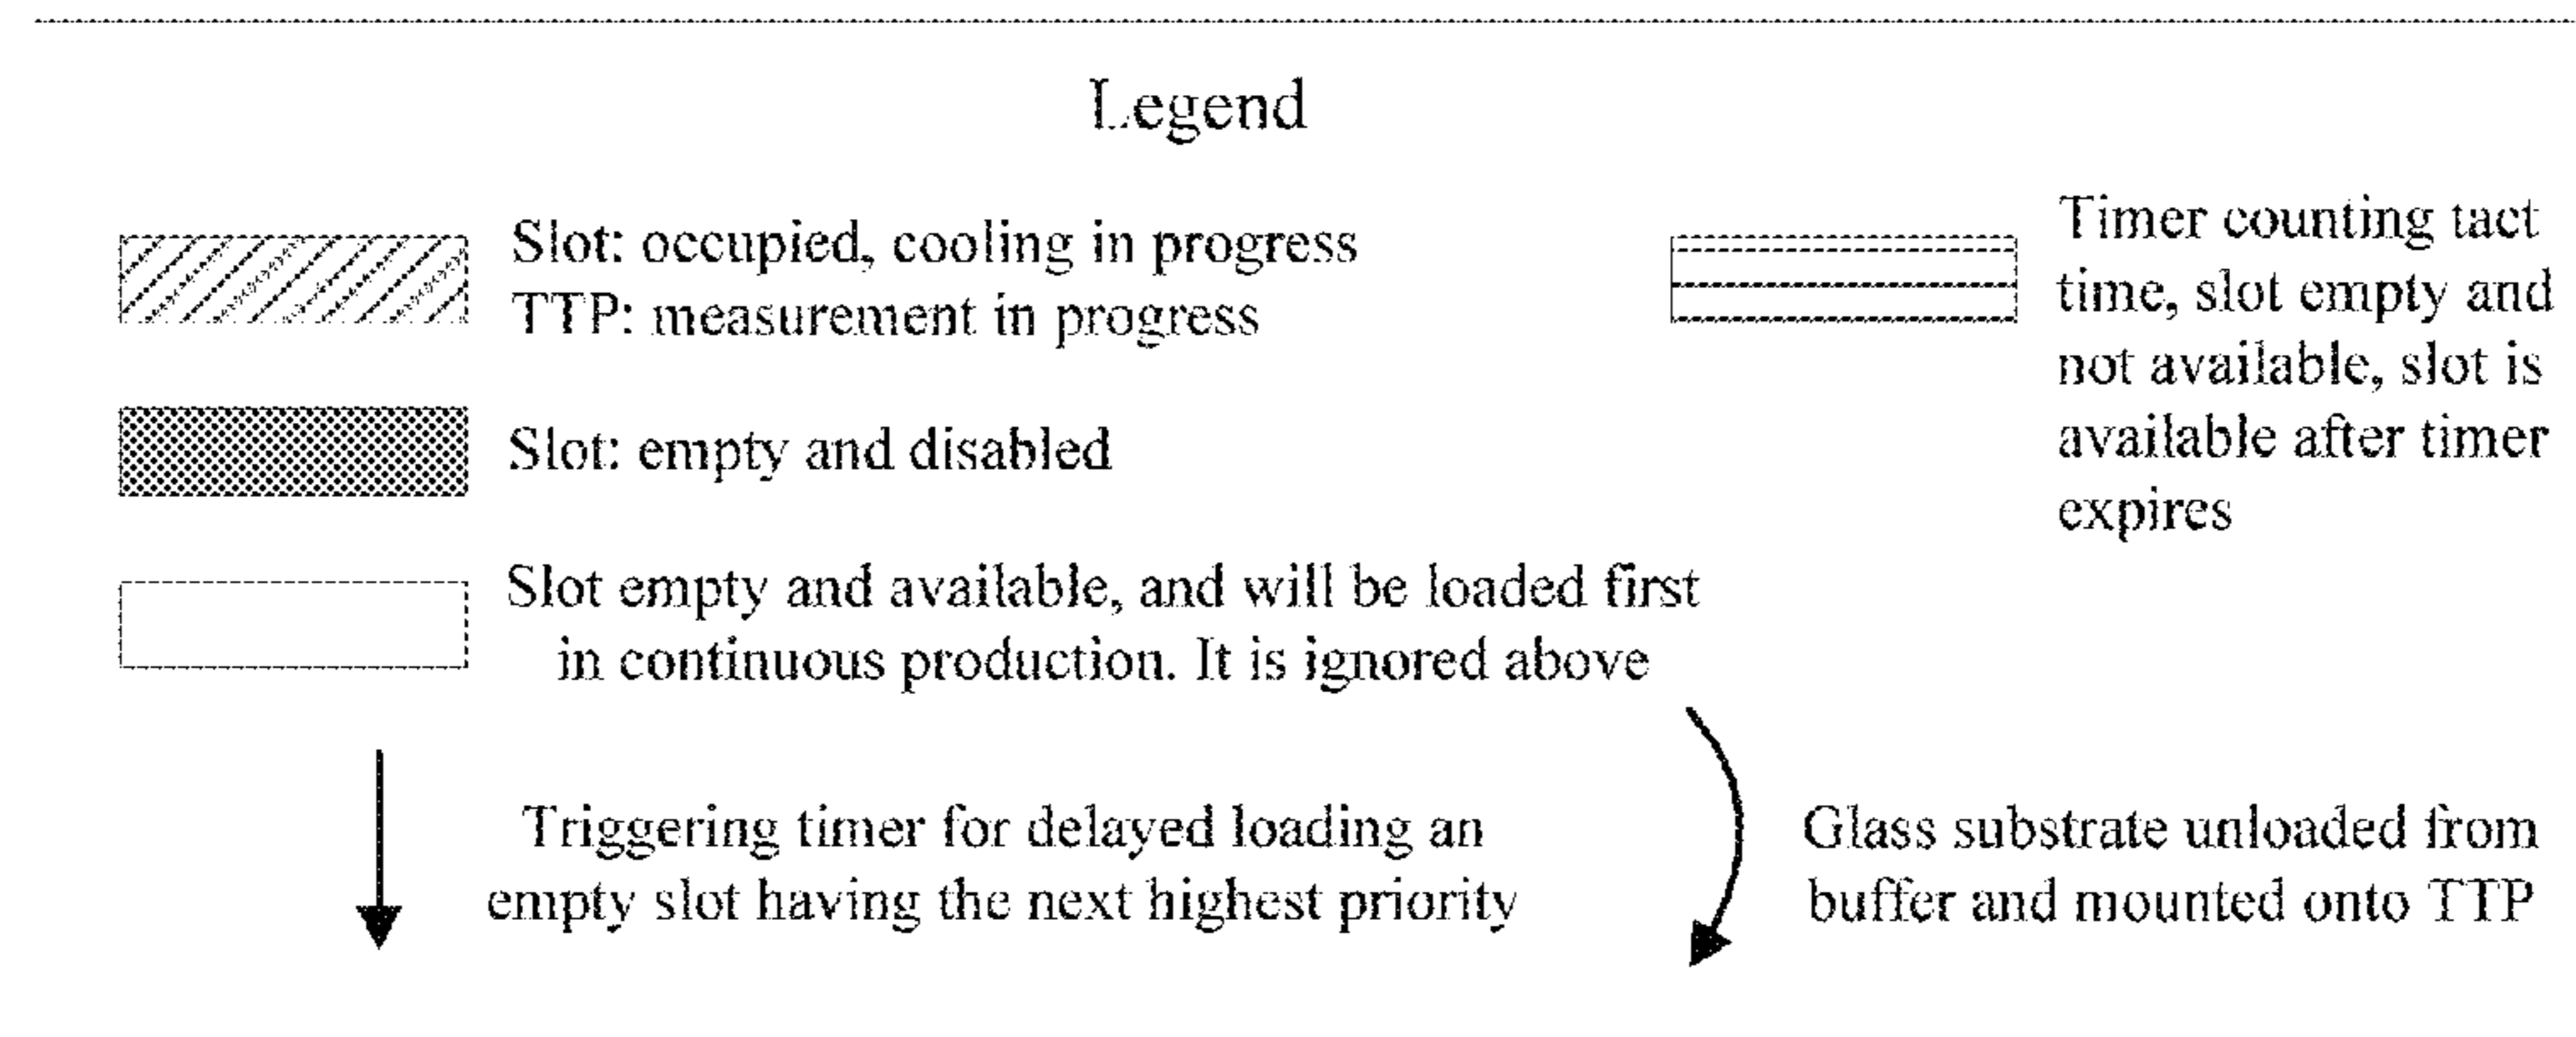 Legend
Slot: occupied, cooling in progress
TTP: measurement in progress
Timer counting tact
time, slot empty and
not available, slot is
available after timer
expires
Slot: empty and disabled
Slot empty and available, and will be loaded first
in continuous production. It is ignored above
Triggering timer for delayed loading an
empty slot having the next highest priority
Glass substrate unloaded from
buffer and mounted onto TTP